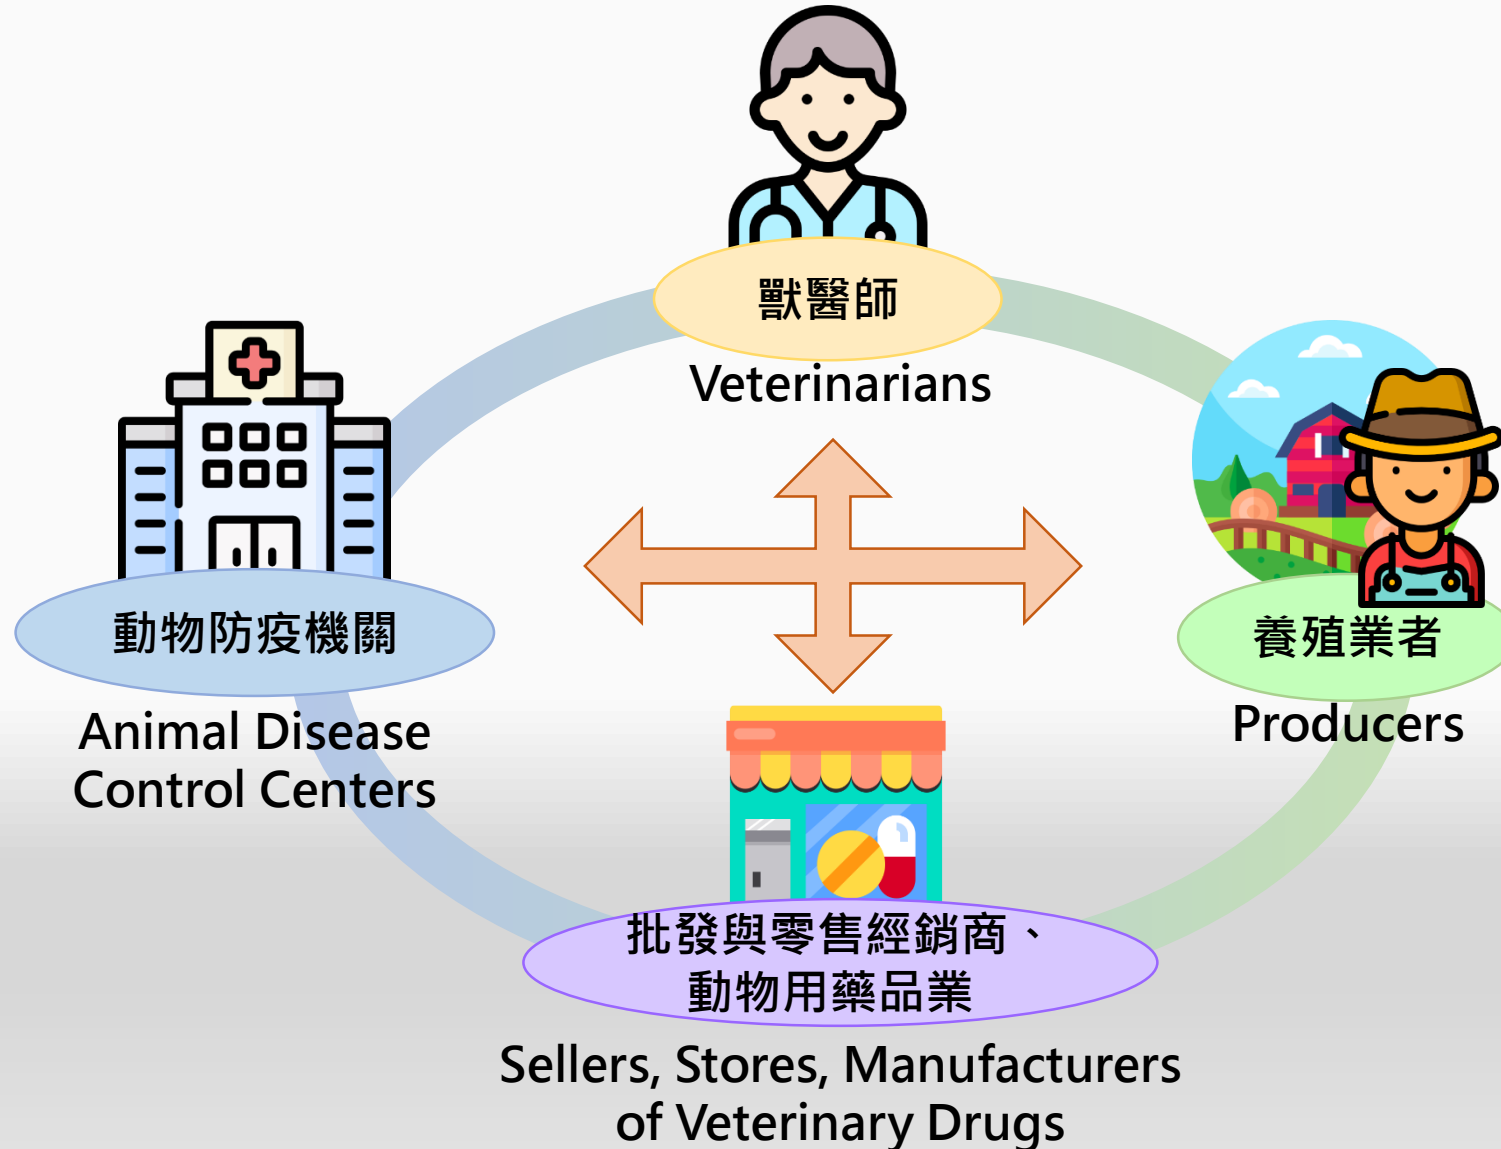 獸醫師
Veterinarians
動物防疫機關
Animal Disease
Control Centers
養殖業者
Producers
批發與零售經銷商、
動物用藥品業
Sellers, Stores, Manufacturers
of Veterinary Drugs